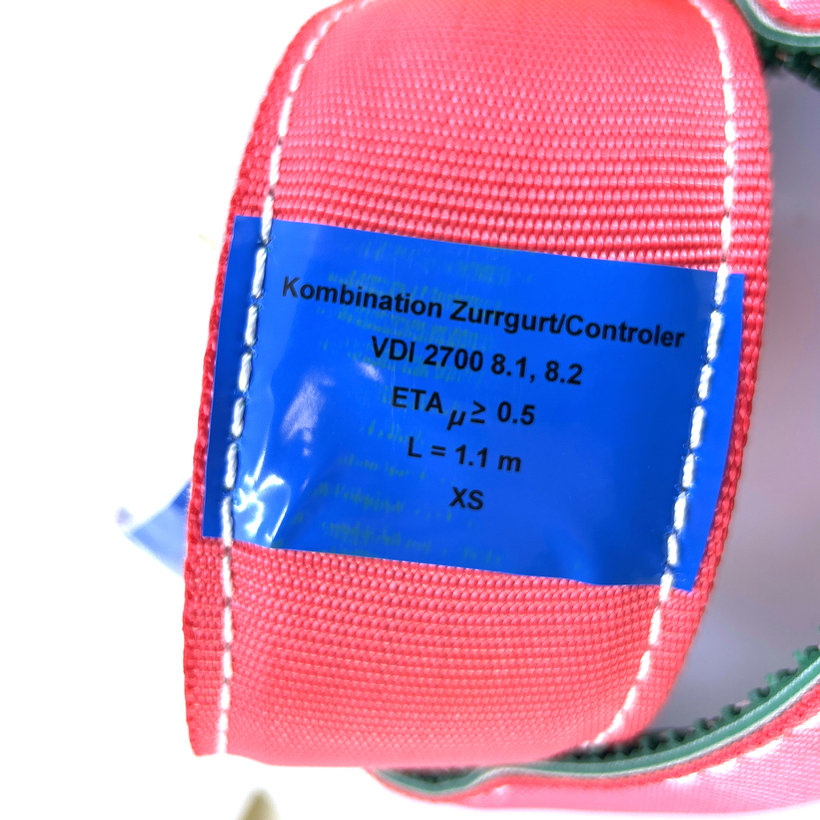 Kombination Zurrgurt/Controler
VDI 2700 8.1, 8.2
ETA μ ≥ 0.5
L = 1.1 m
XS